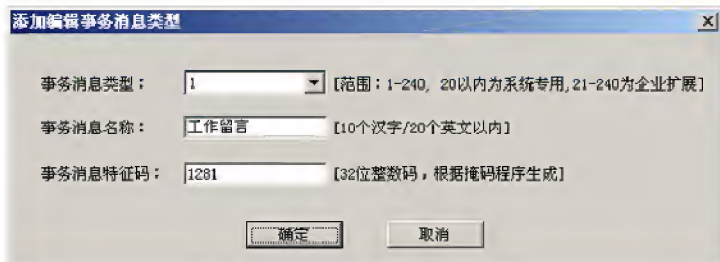 添加编辑事务消息类型
事务消息类型： 1 [范围：1-240, 20以内为系统专用,21-240为企业扩展]
事务消息名称： 工作留言 [10个汉字/20个英文以内]
事务消息特征码： 1281 [32位整数码，根据掩码程序生成]
确定 取消